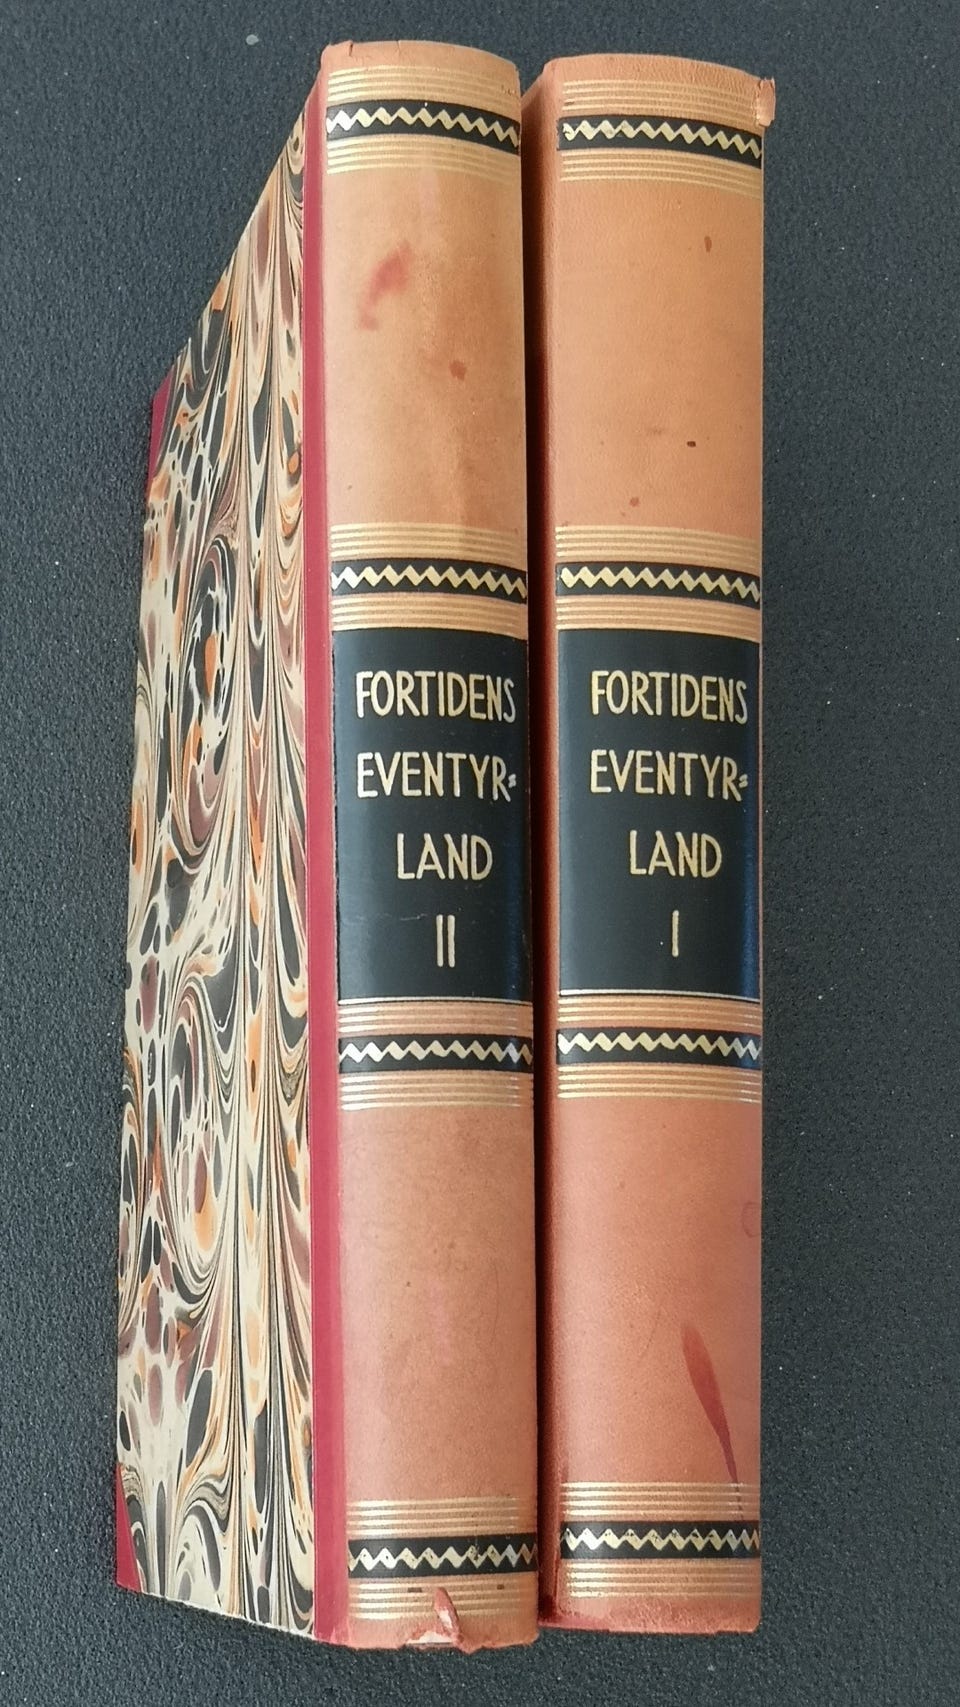 FORTIDENS
EVENTYR=
LAND
II
FORTIDENS
EVENTYR=
LAND
I